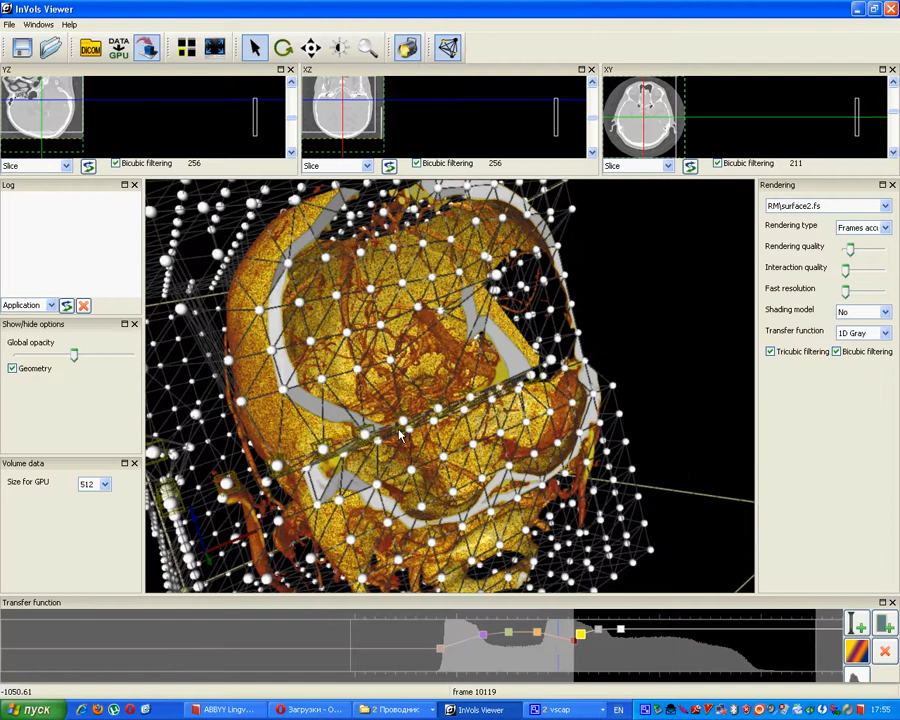 InVols Viewer
File Windows Help
DICOM
DATA
GPU
YZ
XZ
XY
Slice
Bicubic filtering 256
Slice
Bicubic filtering 256
Slice
Bicubic filtering 211
Log
Application
Show/hide options
Global opacity
Geometry
Volume data
Size for GPU 512
Rendering
RM\surface2.fs
Rendering type Frames accu
Rendering quality
Interaction quality
Fast resolution
Shading model No
Transfer function 1D Gray
Tricubic filtering Bicubic filtering
Transfer function
-1050.61
frame 10119
пуск
ABBYY Lingv...
Загрузки - O...
2 Проводник
InVols Viewer
2 vscap
EN
17:55